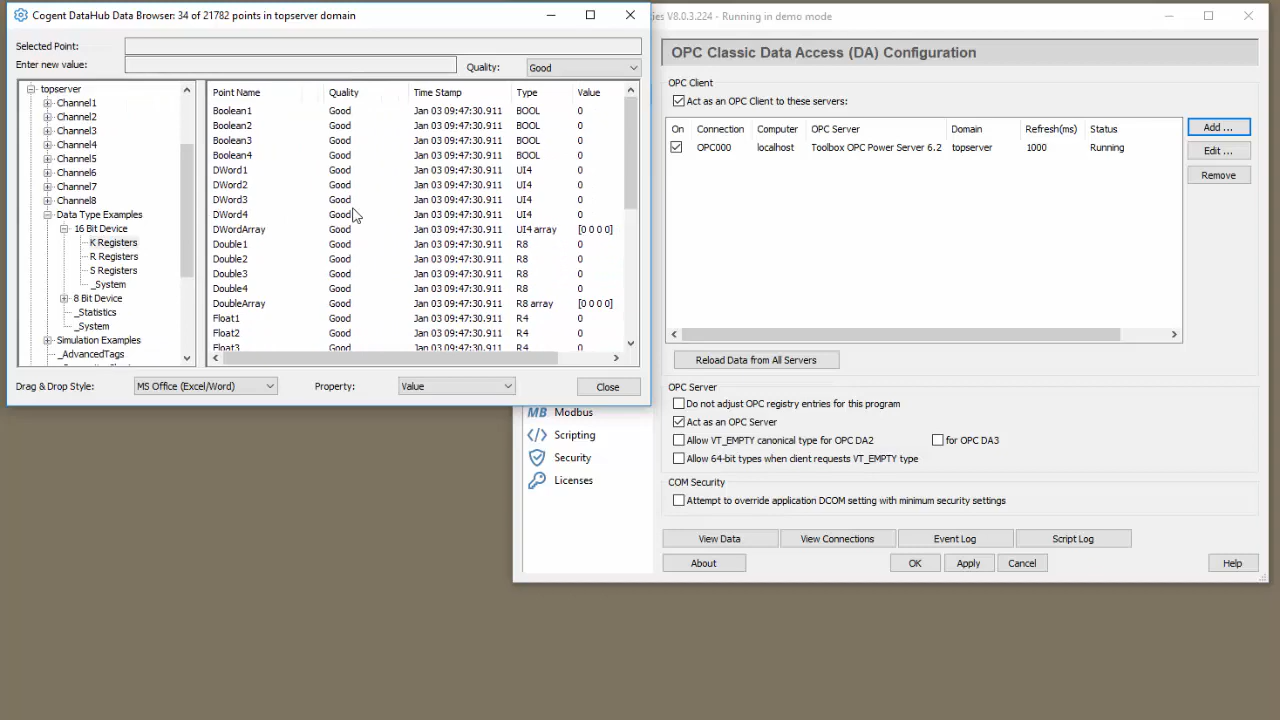 Cogent DataHub Data Browser: 34 of 21782 points in topserver domain
Selected Point:
Enter new value:
Quality: Good
topserver
Channel1
Channel2
Channel3
Channel4
Channel5
Channel6
Channel7
Channel8
Data Type Examples
16 Bit Device
K Registers
R Registers
S Registers
_System
8 Bit Device
_Statistics
_System
Simulation Examples
_AdvancedTags
Point Name Quality Time Stamp Type Value
Boolean1 Good Jan 03 09:47:30.911 BOOL 0
Boolean2 Good Jan 03 09:47:30.911 BOOL 0
Boolean3 Good Jan 03 09:47:30.911 BOOL 0
Boolean4 Good Jan 03 09:47:30.911 BOOL 0
DWord1 Good Jan 03 09:47:30.911 UI4 0
DWord2 Good Jan 03 09:47:30.911 UI4 0
DWord3 Good Jan 03 09:47:30.911 UI4 0
DWord4 Good Jan 03 09:47:30.911 UI4 0
DWordArray Good Jan 03 09:47:30.911 UI4 array [0 0 0 0]
Double1 Good Jan 03 09:47:30.911 R8 0
Double2 Good Jan 03 09:47:30.911 R8 0
Double3 Good Jan 03 09:47:30.911 R8 0
Double4 Good Jan 03 09:47:30.911 R8 0
DoubleArray Good Jan 03 09:47:30.911 R8 array [0 0 0 0]
Float1 Good Jan 03 09:47:30.911 R4 0
Float2 Good Jan 03 09:47:30.911 R4 0
Float3 Good Jan 03 09:47:30.911 R4 0
Drag & Drop Style: MS Office (Excel/Word) Property: Value Close
V8.0.3.224 - Running in demo mode
OPC Classic Data Access (DA) Configuration
OPC Client
Act as an OPC Client to these servers:
On Connection Computer OPC Server Domain Refresh(ms) Status
OPC000 localhost Toolbox OPC Power Server 6.2 topserver 1000 Running
Add ...
Edit ...
Remove
Reload Data from All Servers
OPC Server
Do not adjust OPC registry entries for this program
Act as an OPC Server
Allow VT_EMPTY canonical type for OPC DA2 for OPC DA3
Allow 64-bit types when client requests VT_EMPTY type
COM Security
Attempt to override application DCOM setting with minimum security settings
MB Modbus
Scripting
Security
Licenses
View Data View Connections Event Log Script Log
About OK Apply Cancel Help